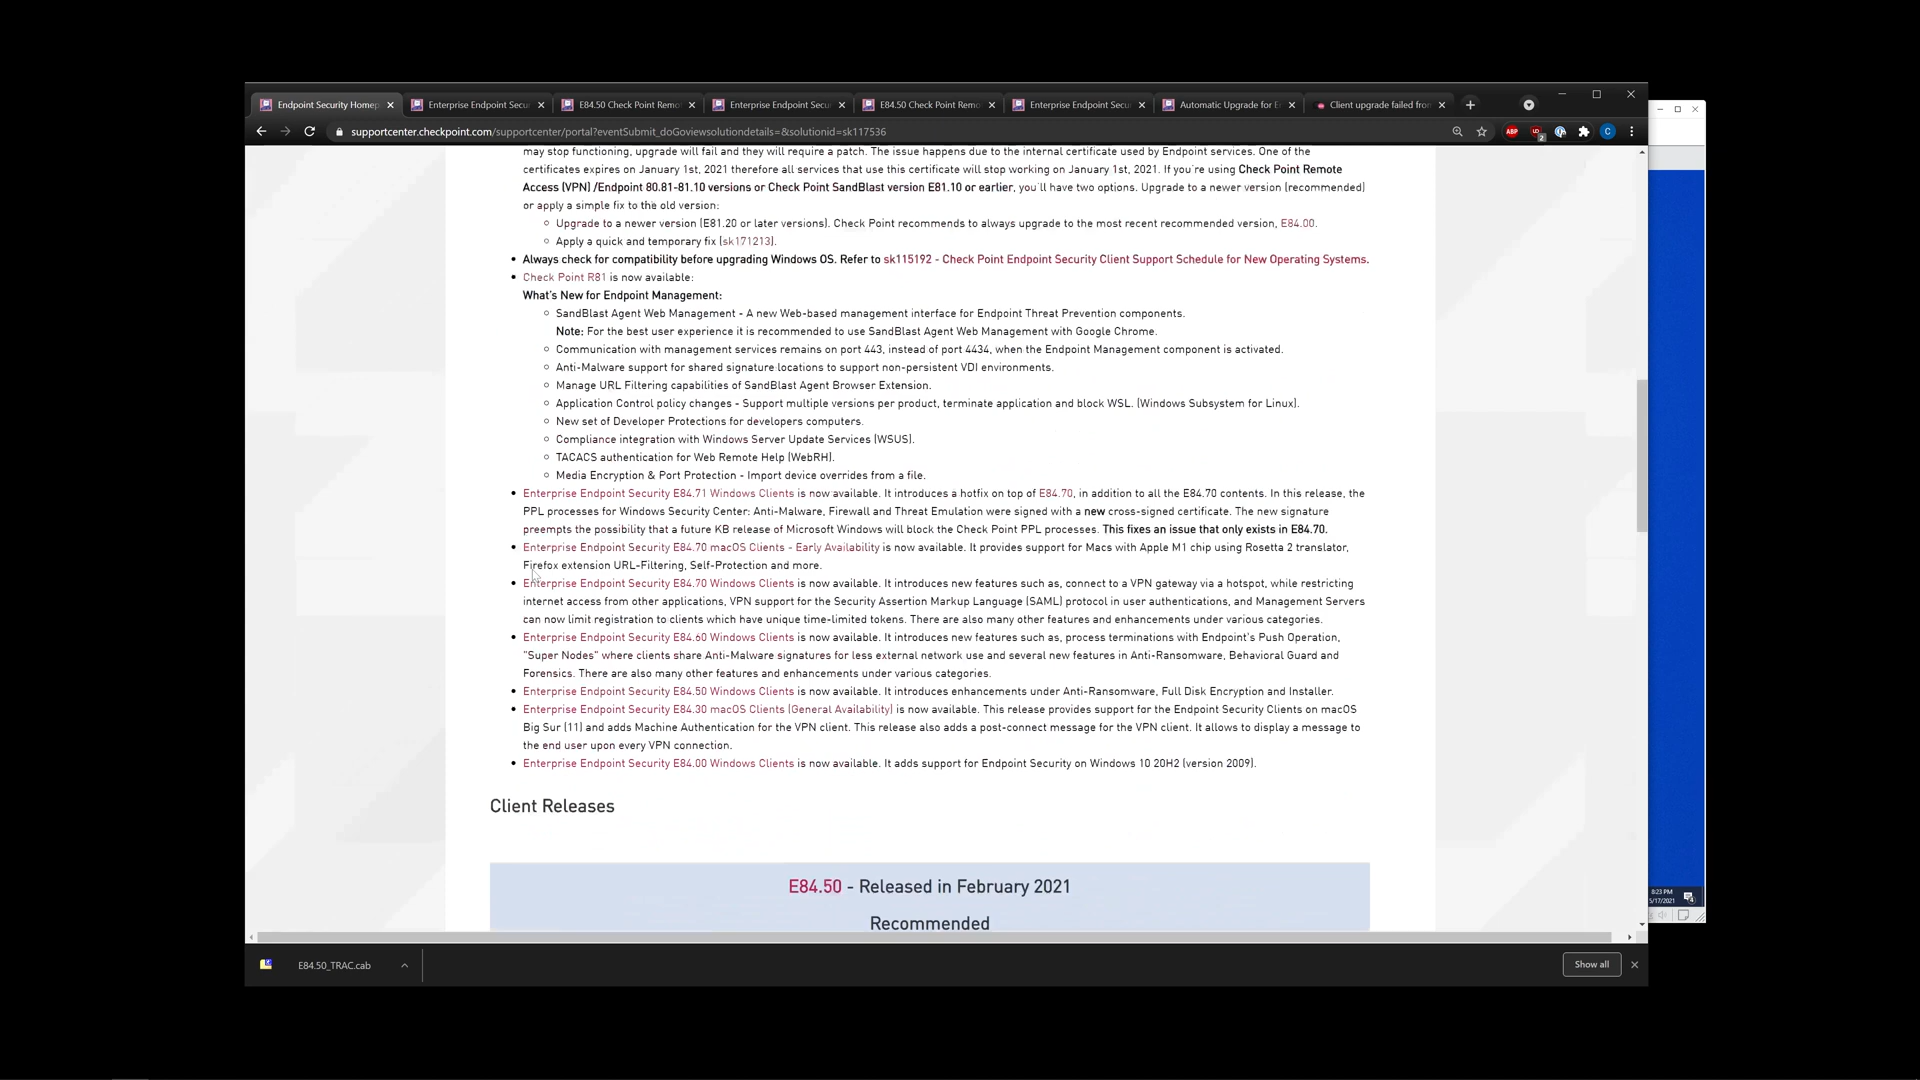 Endpoint Security Homep
Enterprise Endpoint Secu
E84.50 Check Point Remo
Enterprise Endpoint Secu
E84.50 Check Point Remo
Enterprise Endpoint Secu
Automatic Upgrade for E
Client upgrade failed fron
supportcenter.checkpoint.com/supportcenter/portal?eventSubmit_doGoviewsolutiondetails=&solutionid=sk117536
may stop functioning, upgrade will fail and they will require a patch. The issue happens due to the internal certificate used by Endpoint services. One of the
certificates expires on January 1st, 2021 therefore all services that use this certificate will stop working on January 1st, 2021. If you're using Check Point Remote
Access (VPN) /Endpoint 80.81-81.10 versions or Check Point SandBlast version E81.10 or earlier, you'll have two options. Upgrade to a newer version (recommended)
or apply a simple fix to the old version:
Upgrade to a newer version (E81.20 or later versions). Check Point recommends to always upgrade to the most recent recommended version, E84.00.
Apply a quick and temporary fix (sk171213).
Always check for compatibility before upgrading Windows OS. Refer to sk115192 - Check Point Endpoint Security Client Support Schedule for New Operating Systems.
Check Point R81 is now available:
What's New for Endpoint Management:
SandBlast Agent Web Management - A new Web-based management interface for Endpoint Threat Prevention components.
Note: For the best user experience it is recommended to use SandBlast Agent Web Management with Google Chrome.
Communication with management services remains on port 443, instead of port 4434, when the Endpoint Management component is activated.
Anti-Malware support for shared signature locations to support non-persistent VDI environments.
Manage URL Filtering capabilities of SandBlast Agent Browser Extension.
Application Control policy changes - Support multiple versions per product, terminate application and block WSL. (Windows Subsystem for Linux).
New set of Developer Protections for developers computers.
Compliance integration with Windows Server Update Services (WSUS).
TACACS authentication for Web Remote Help (WebRH).
Media Encryption & Port Protection - Import device overrides from a file.
Enterprise Endpoint Security E84.71 Windows Clients is now available. It introduces a hotfix on top of E84.70, in addition to all the E84.70 contents. In this release, the
PPL processes for Windows Security Center: Anti-Malware, Firewall and Threat Emulation were signed with a new cross-signed certificate. The new signature
preempts the possibility that a future KB release of Microsoft Windows will block the Check Point PPL processes. This fixes an issue that only exists in E84.70.
Enterprise Endpoint Security E84.70 macOS Clients - Early Availability is now available. It provides support for Macs with Apple M1 chip using Rosetta 2 translator,
Firefox extension URL-Filtering, Self-Protection and more.
Enterprise Endpoint Security E84.70 Windows Clients is now available. It introduces new features such as, connect to a VPN gateway via a hotspot, while restricting
internet access from other applications, VPN support for the Security Assertion Markup Language (SAML) protocol in user authentications, and Management Servers
can now limit registration to clients which have unique time-limited tokens. There are also many other features and enhancements under various categories.
Enterprise Endpoint Security E84.60 Windows Clients is now available. It introduces new features such as, process terminations with Endpoint's Push Operation,
"Super Nodes" where clients share Anti-Malware signatures for less external network use and several new features in Anti-Ransomware, Behavioral Guard and
Forensics. There are also many other features and enhancements under various categories.
Enterprise Endpoint Security E84.50 Windows Clients is now available. It introduces enhancements under Anti-Ransomware, Full Disk Encryption and Installer.
Enterprise Endpoint Security E84.30 macOS Clients (General Availability) is now available. This release provides support for the Endpoint Security Clients on macOS
Big Sur (11) and adds Machine Authentication for the VPN client. This release also adds a post-connect message for the VPN client. It allows to display a message to
the end user upon every VPN connection.
Enterprise Endpoint Security E84.00 Windows Clients is now available. It adds support for Endpoint Security on Windows 10 20H2 (version 2009).
Client Releases
E84.50 - Released in February 2021
Recommended
8:23 PM
5/17/2021
E84.50_TRAC.cab
Show all